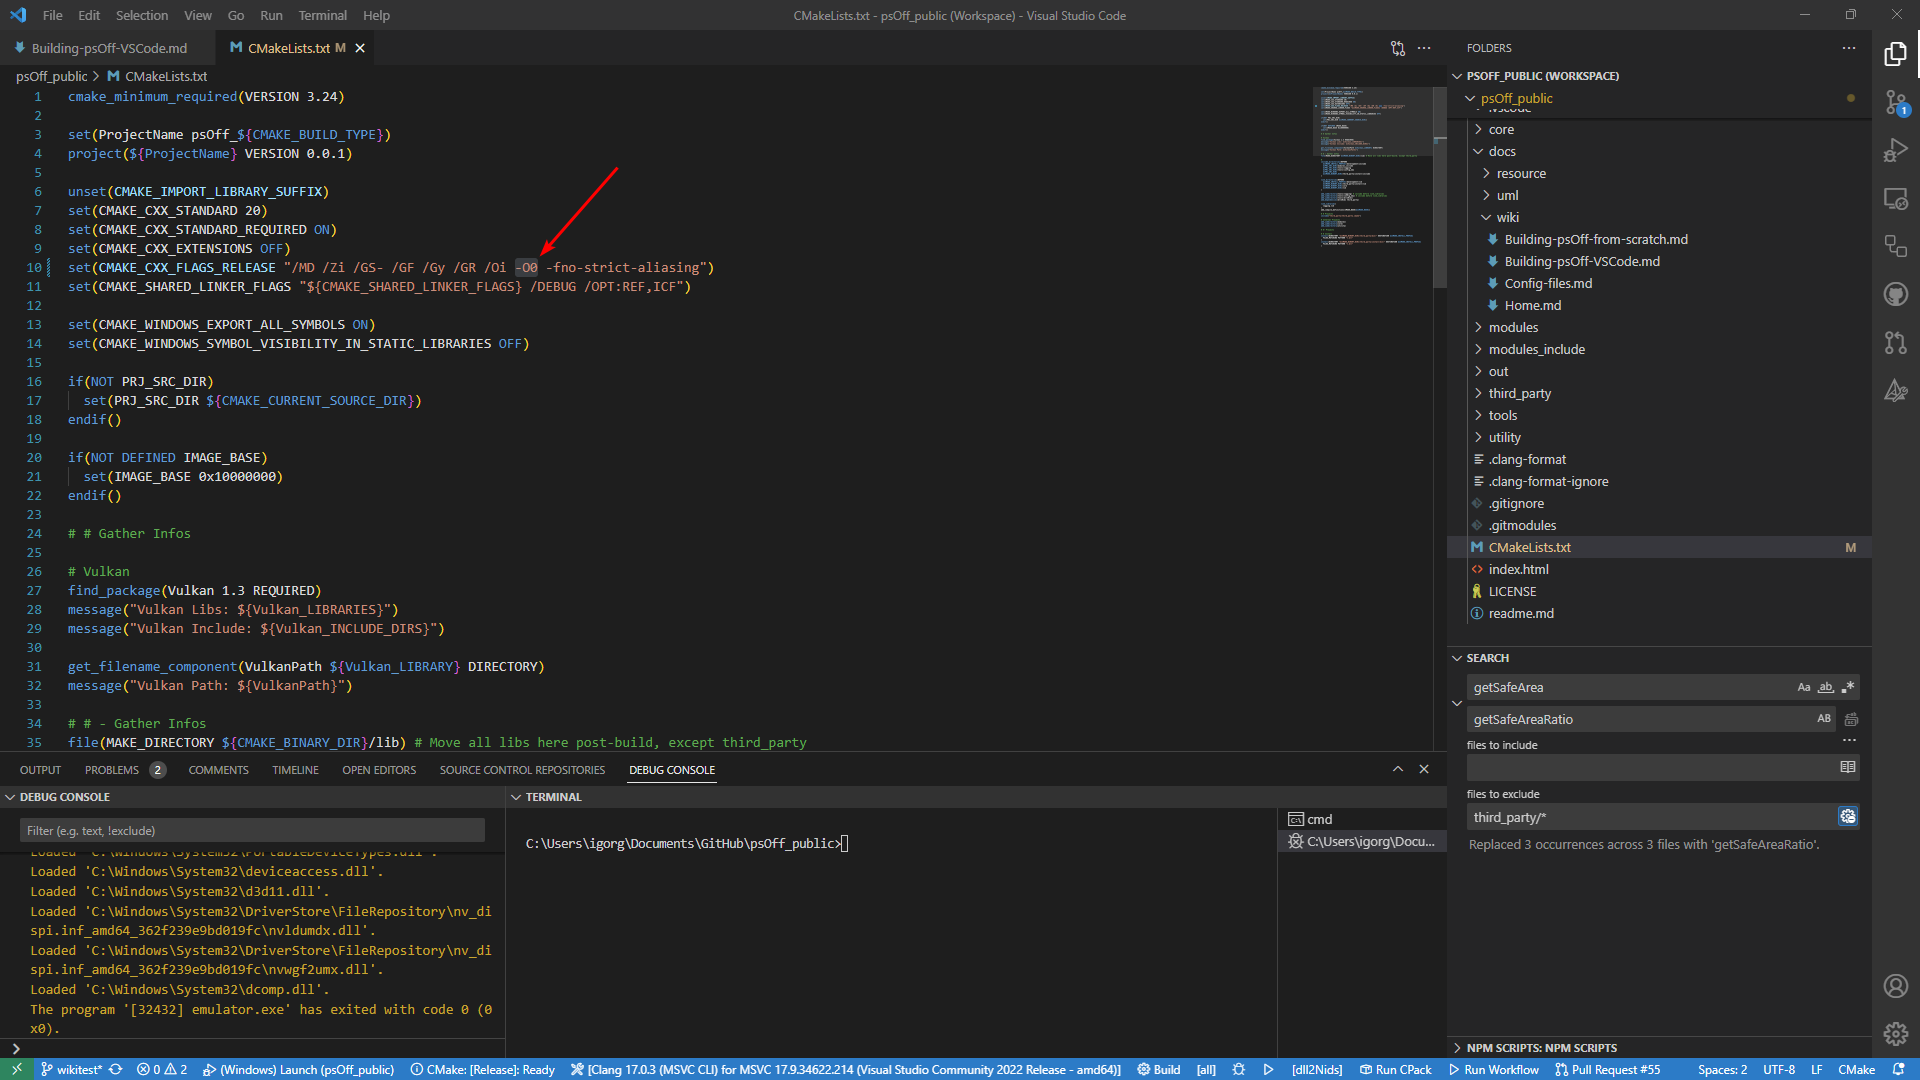 File Edit Selection View Go Run Terminal Help
CMakeLists.txt - psOff_public (Workspace) - Visual Studio Code
Building-psOff-VSCode.md
CMakeLists.txt M
psOff_public > CMakeLists.txt
1 cmake_minimum_required(VERSION 3.24)
2
3 set(ProjectName psOff_${CMAKE_BUILD_TYPE})
4 project(${ProjectName} VERSION 0.0.1)
5
6 unset(CMAKE_IMPORT_LIBRARY_SUFFIX)
7 set(CMAKE_CXX_STANDARD 20)
8 set(CMAKE_CXX_STANDARD_REQUIRED ON)
9 set(CMAKE_CXX_EXTENSIONS OFF)
10 set(CMAKE_CXX_FLAGS_RELEASE "/MD /Zi /GS- /GF /Gy /GR /Oi -O0 -fno-strict-aliasing")
11 set(CMAKE_SHARED_LINKER_FLAGS "${CMAKE_SHARED_LINKER_FLAGS} /DEBUG /OPT:REF,ICF")
12
13 set(CMAKE_WINDOWS_EXPORT_ALL_SYMBOLS ON)
14 set(CMAKE_WINDOWS_SYMBOL_VISIBILITY_IN_STATIC_LIBRARIES OFF)
15
16 if(NOT PRJ_SRC_DIR)
17 set(PRJ_SRC_DIR ${CMAKE_CURRENT_SOURCE_DIR})
18 endif()
19
20 if(NOT DEFINED IMAGE_BASE)
21 set(IMAGE_BASE 0x10000000)
22 endif()
23
24 # # Gather Infos
25
26 # Vulkan
27 find_package(Vulkan 1.3 REQUIRED)
28 message("Vulkan Libs: ${Vulkan_LIBRARIES}")
29 message("Vulkan Include: ${Vulkan_INCLUDE_DIRS}")
30
31 get_filename_component(VulkanPath ${Vulkan_LIBRARY} DIRECTORY)
32 message("Vulkan Path: ${VulkanPath}")
33
34 # # - Gather Infos
35 file(MAKE_DIRECTORY ${CMAKE_BINARY_DIR}/lib) # Move all libs here post-build, except third_party
OUTPUT PROBLEMS 2 COMMENTS TIMELINE OPEN EDITORS SOURCE CONTROL REPOSITORIES DEBUG CONSOLE
DEBUG CONSOLE
Filter (e.g. text, !exclude)
Loaded 'C:\Windows\System32\PortableDeviceTypes.dll'.
Loaded 'C:\Windows\System32\deviceaccess.dll'.
Loaded 'C:\Windows\System32\d3d11.dll'.
Loaded 'C:\Windows\System32\DriverStore\FileRepository\nv_di
spi.inf_amd64_362f239e9bd019fc\nvldumdx.dll'.
Loaded 'C:\Windows\System32\DriverStore\FileRepository\nv_di
spi.inf_amd64_362f239e9bd019fc\nvwgf2umx.dll'.
Loaded 'C:\Windows\System32\dcomp.dll'.
The program '[32432] emulator.exe' has exited with code 0 (0
x0).
TERMINAL
C:\Users\igorg\Documents\GitHub\psOff_public>
cmd
C:\Users\igorg\Docu...
FOLDERS
PSOFF_PUBLIC (WORKSPACE)
psOff_public
.vscode
core
docs
resource
uml
wiki
Building-psOff-from-scratch.md
Building-psOff-VSCode.md
Config-files.md
Home.md
modules
modules_include
out
third_party
tools
utility
.clang-format
.clang-format-ignore
.gitignore
.gitmodules
CMakeLists.txt M
index.html
LICENSE
readme.md
SEARCH
getSafeArea Aa ab .*
getSafeAreaRatio AB
files to include
files to exclude
third_party/*
Replaced 3 occurrences across 3 files with 'getSafeAreaRatio'.
NPM SCRIPTS: NPM SCRIPTS
1
wikitest* 0 2 (Windows) Launch (psOff_public) CMake: [Release]: Ready [Clang 17.0.3 (MSVC CLI) for MSVC 17.9.34622.214 (Visual Studio Community 2022 Release - amd64)] Build [all] [dll2Nids] Run CPack Run Workflow Pull Request #55 Spaces: 2 UTF-8 LF CMake